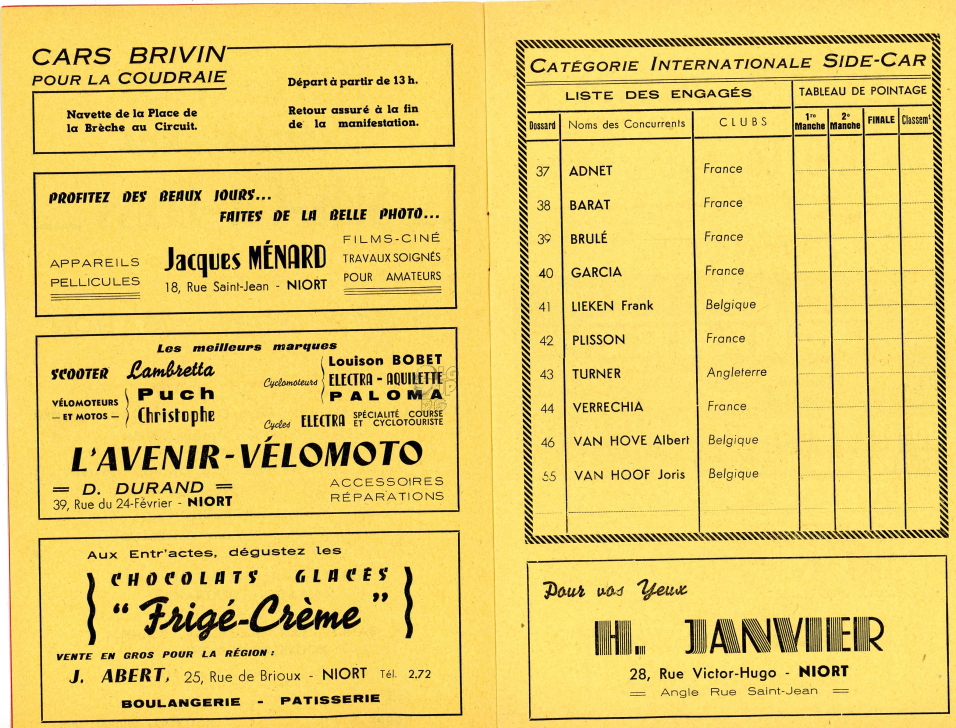 CARS BRIVIN
POUR LA COUDRAIE
Navette de la Place de
la Brèche au Circuit.
Départ à partir de 13 h.
Retour assuré à la fin
de la manifestation.
PROFITEZ DES BEAUX JOURS...
FAITES DE LA BELLE PHOTO...
APPAREILS
PELLICULES
Jacques MÉNARD
18, Rue Saint-Jean - NIORT
FILMS-CINÉ
TRAVAUX SOIGNÉS
POUR AMATEURS
Les meilleurs marques
SCOOTER Lambretta
VÉLOMOTEURS
- ET MOTOS -
Puch
Christophe
Cyclomoteurs
Louison BOBET
ELECTRA - AQUILETTE
PALOMA
Cycles ELECTRA SPÉCIALITÉ COURSE
ET CYCLOTOURISTE
L'AVENIR-VÉLOMOTO
D. DURAND
39, Rue du 24-Février - NIORT
ACCESSOIRES
RÉPARATIONS
Aux Entr'actes, dégustez les
CHOCOLATS GLACÉS
"Frigé-Crème"
VENTE EN GROS POUR LA RÉGION :
J. ABERT, 25, Rue de Brioux - NIORT Tél. 2.72
BOULANGERIE - PATISSERIE
CATÉGORIE INTERNATIONALE SIDE-CAR
LISTE DES ENGAGÉS TABLEAU DE POINTAGE
Dossard Noms des Concurrents CLUBS 1re Manche 2e Manche FINALE Classemt
37 ADNET France
38 BARAT France
39 BRULÉ France
40 GARCIA France
41 LIEKEN Frank Belgique
42 PLISSON France
43 TURNER Angleterre
44 VERRECHIA France
46 VAN HOVE Albert Belgique
55 VAN HOOF Joris Belgique
Pour vos Yeux
H. JANVIER
28, Rue Victor-Hugo - NIORT
Angle Rue Saint-Jean